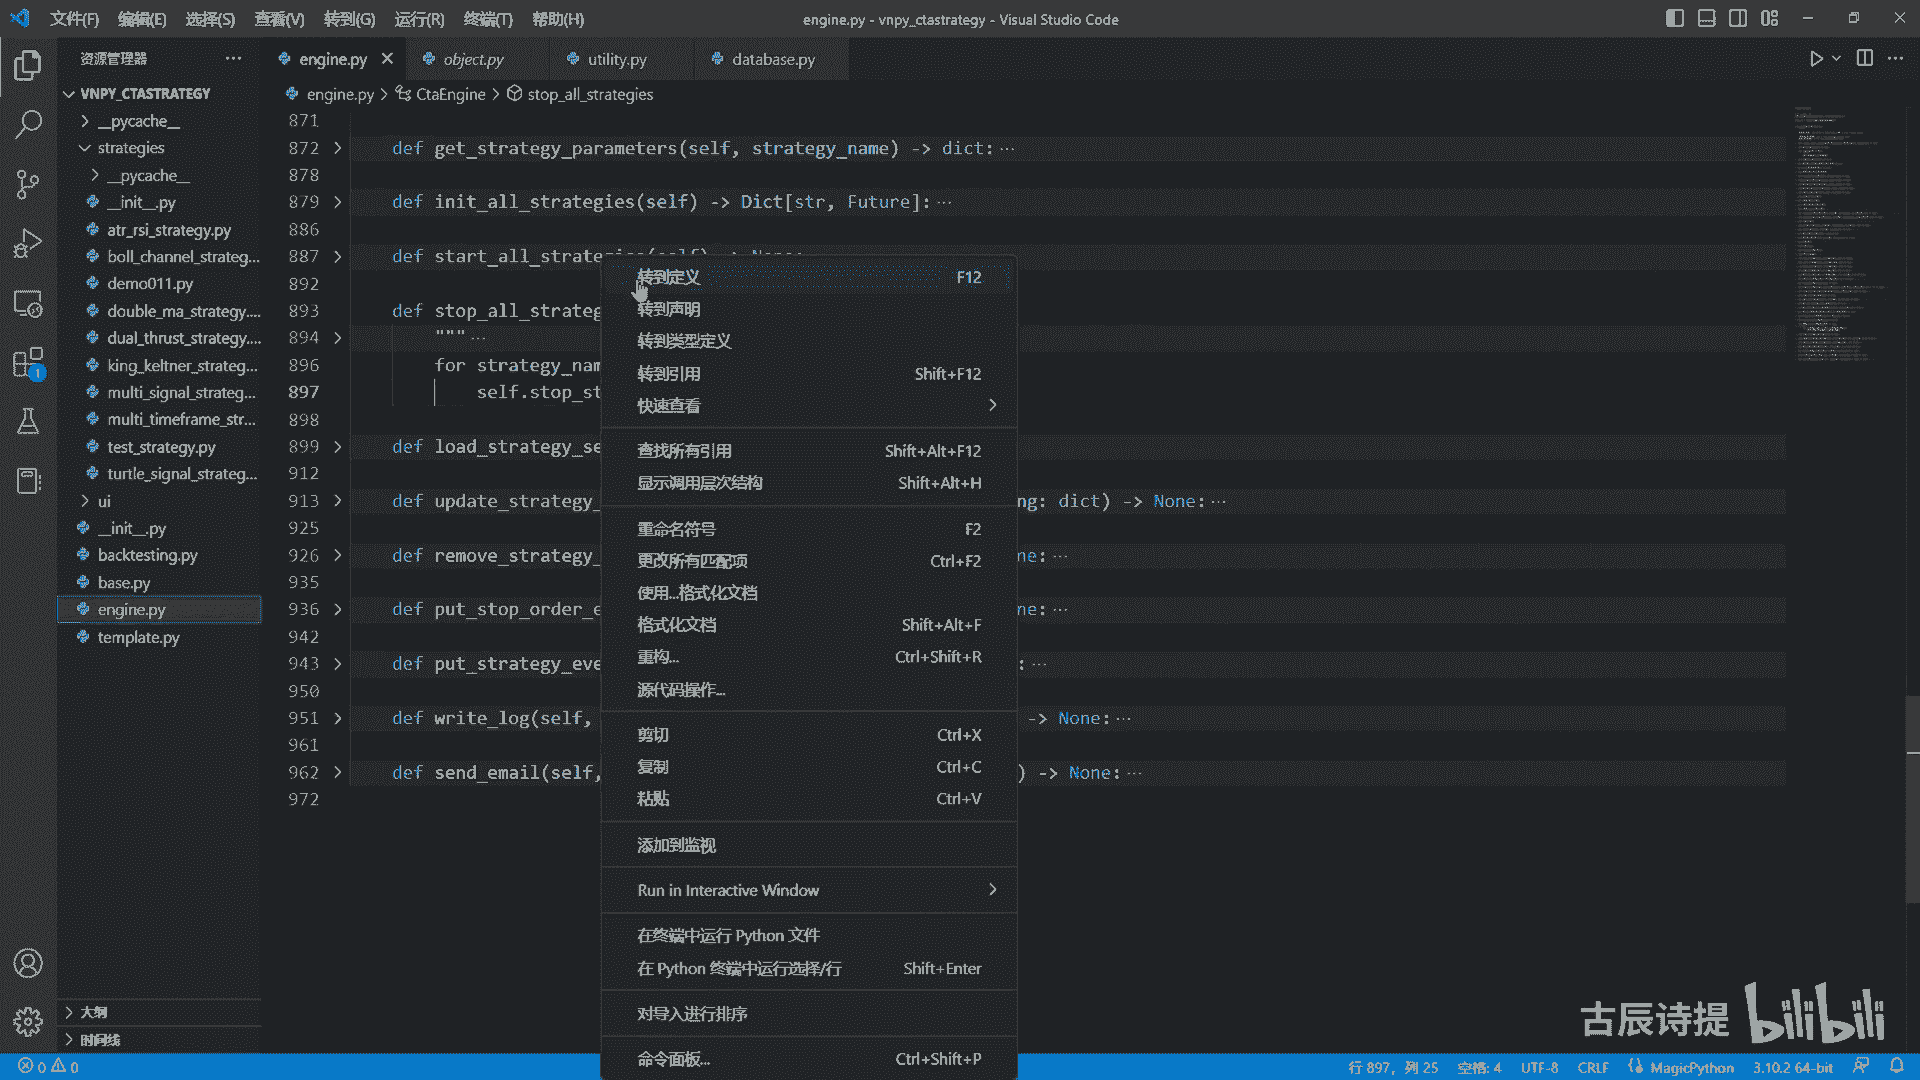 文件(F) 编辑(E) 选择(S) 查看(V) 转到(G) 运行(R) 终端(T) 帮助(H) engine.py - vnpy_ctastrategy - Visual Studio Code
资源管理器 ···
engine.py object.py utility.py database.py
engine.py > CtaEngine > stop_all_strategies
VNPY_CTASTRATEGY
__pycache__
strategies
__pycache__
__init__.py
atr_rsi_strategy.py
boll_channel_strateg...
demo011.py
double_ma_strategy....
dual_thrust_strategy....
king_keltner_strateg...
multi_signal_strateg...
multi_timeframe_str...
test_strategy.py
turtle_signal_strateg...
ui
__init__.py
backtesting.py
base.py
engine.py
template.py
大纲
时间线
1
871
872 def get_strategy_parameters(self, strategy_name) -> dict:···
878
879 def init_all_strategies(self) -> Dict[str, Future]:···
886
887 def start_all_strategies(self) -> None:
892
893 def stop_all_strateg
894 """···
896 for strategy_nam
897 self.stop_st
898
899 def load_strategy_se
912
913 def update_strategy_ ng: dict) -> None:···
925
926 def remove_strategy_ ne:···
935
936 def put_stop_order_e ne:···
942
943 def put_strategy_eve :···
950
951 def write_log(self, -> None:···
961
962 def send_email(self, ) -> None:···
972
转到定义 F12
转到声明
转到类型定义
转到引用 Shift+F12
快速查看
查找所有引用 Shift+Alt+F12
显示调用层次结构 Shift+Alt+H
重命名符号 F2
更改所有匹配项 Ctrl+F2
使用...格式化文档
格式化文档 Shift+Alt+F
重构... Ctrl+Shift+R
源代码操作...
剪切 Ctrl+X
复制 Ctrl+C
粘贴 Ctrl+V
添加到监视
Run in Interactive Window
在终端中运行 Python 文件
在 Python 终端中运行选择/行 Shift+Enter
对导入进行排序
命令面板... Ctrl+Shift+P
古辰诗提 bilibili
0 0 行 897, 列 25 空格: 4 UTF-8 CRLF MagicPython 3.10.2 64-bit